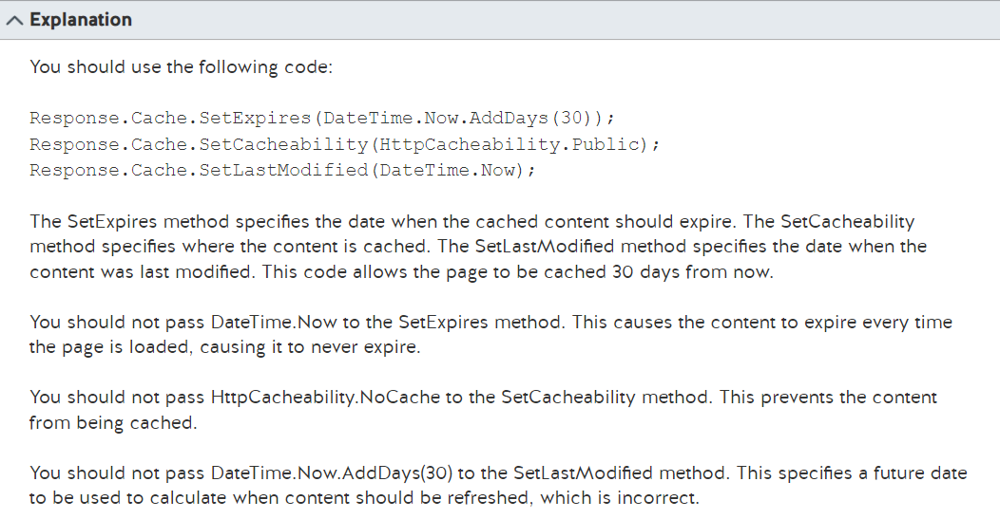 Explanation
You should use the following code:
Response.Cache.SetExpires(DateTime.Now.AddDays(30));
Response.Cache.SetCacheability(HttpCacheability.Public);
Response.Cache.SetLastModified(DateTime.Now);
The SetExpires method specifies the date when the cached content should expire. The SetCacheability
method specifies where the content is cached. The SetLastModified method specifies the date when the
content was last modified. This code allows the page to be cached 30 days from now.
You should not pass DateTime.Now to the SetExpires method. This causes the content to expire every time
the page is loaded, causing it to never expire.
You should not pass HttpCacheability.NoCache to the SetCacheability method. This prevents the content
from being cached.
You should not pass DateTime.Now.AddDays(30) to the SetLastModified method. This specifies a future date
to be used to calculate when content should be refreshed, which is incorrect.